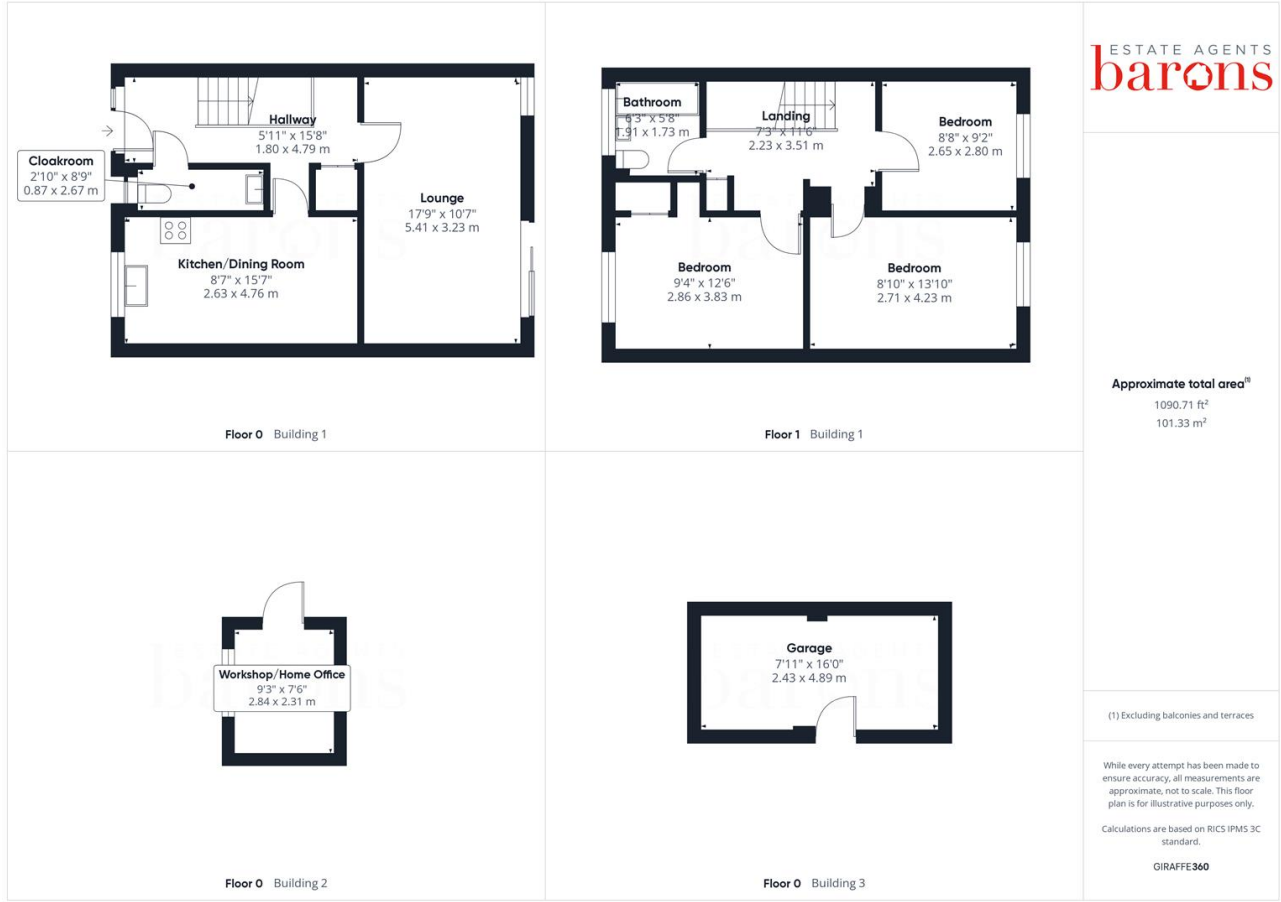 Hallway
5'11" x 15'8"
1.80 x 4.79 m
Cloakroom
2'10" x 8'9"
0.87 x 2.67 m
Lounge
17'9" x 10'7"
5.41 x 3.23 m
Kitchen/Dining Room
8'7" x 15'7"
2.63 x 4.76 m
Floor 0 Building 1
Bathroom
6'3" x 5'8"
1.91 x 1.73 m
Landing
7'3" x 11'6"
2.23 x 3.51 m
Bedroom
8'8" x 9'2"
2.65 x 2.80 m
Bedroom
9'4" x 12'6"
2.86 x 3.83 m
Bedroom
8'10" x 13'10"
2.71 x 4.23 m
Floor 1 Building 1
Workshop/Home Office
9'3" x 7'6"
2.84 x 2.31 m
Floor 0 Building 2
Garage
7'11" x 16'0"
2.43 x 4.89 m
Floor 0 Building 3
ESTATE AGENTS
barons
Approximate total area(1)
1090.71 ft²
101.33 m²
(1) Excluding balconies and terraces
While every attempt has been made to
ensure accuracy, all measurements are
approximate, not to scale. This floor
plan is for illustrative purposes only.
Calculations are based on RICS IPMS 3C
standard.
GIRAFFE360